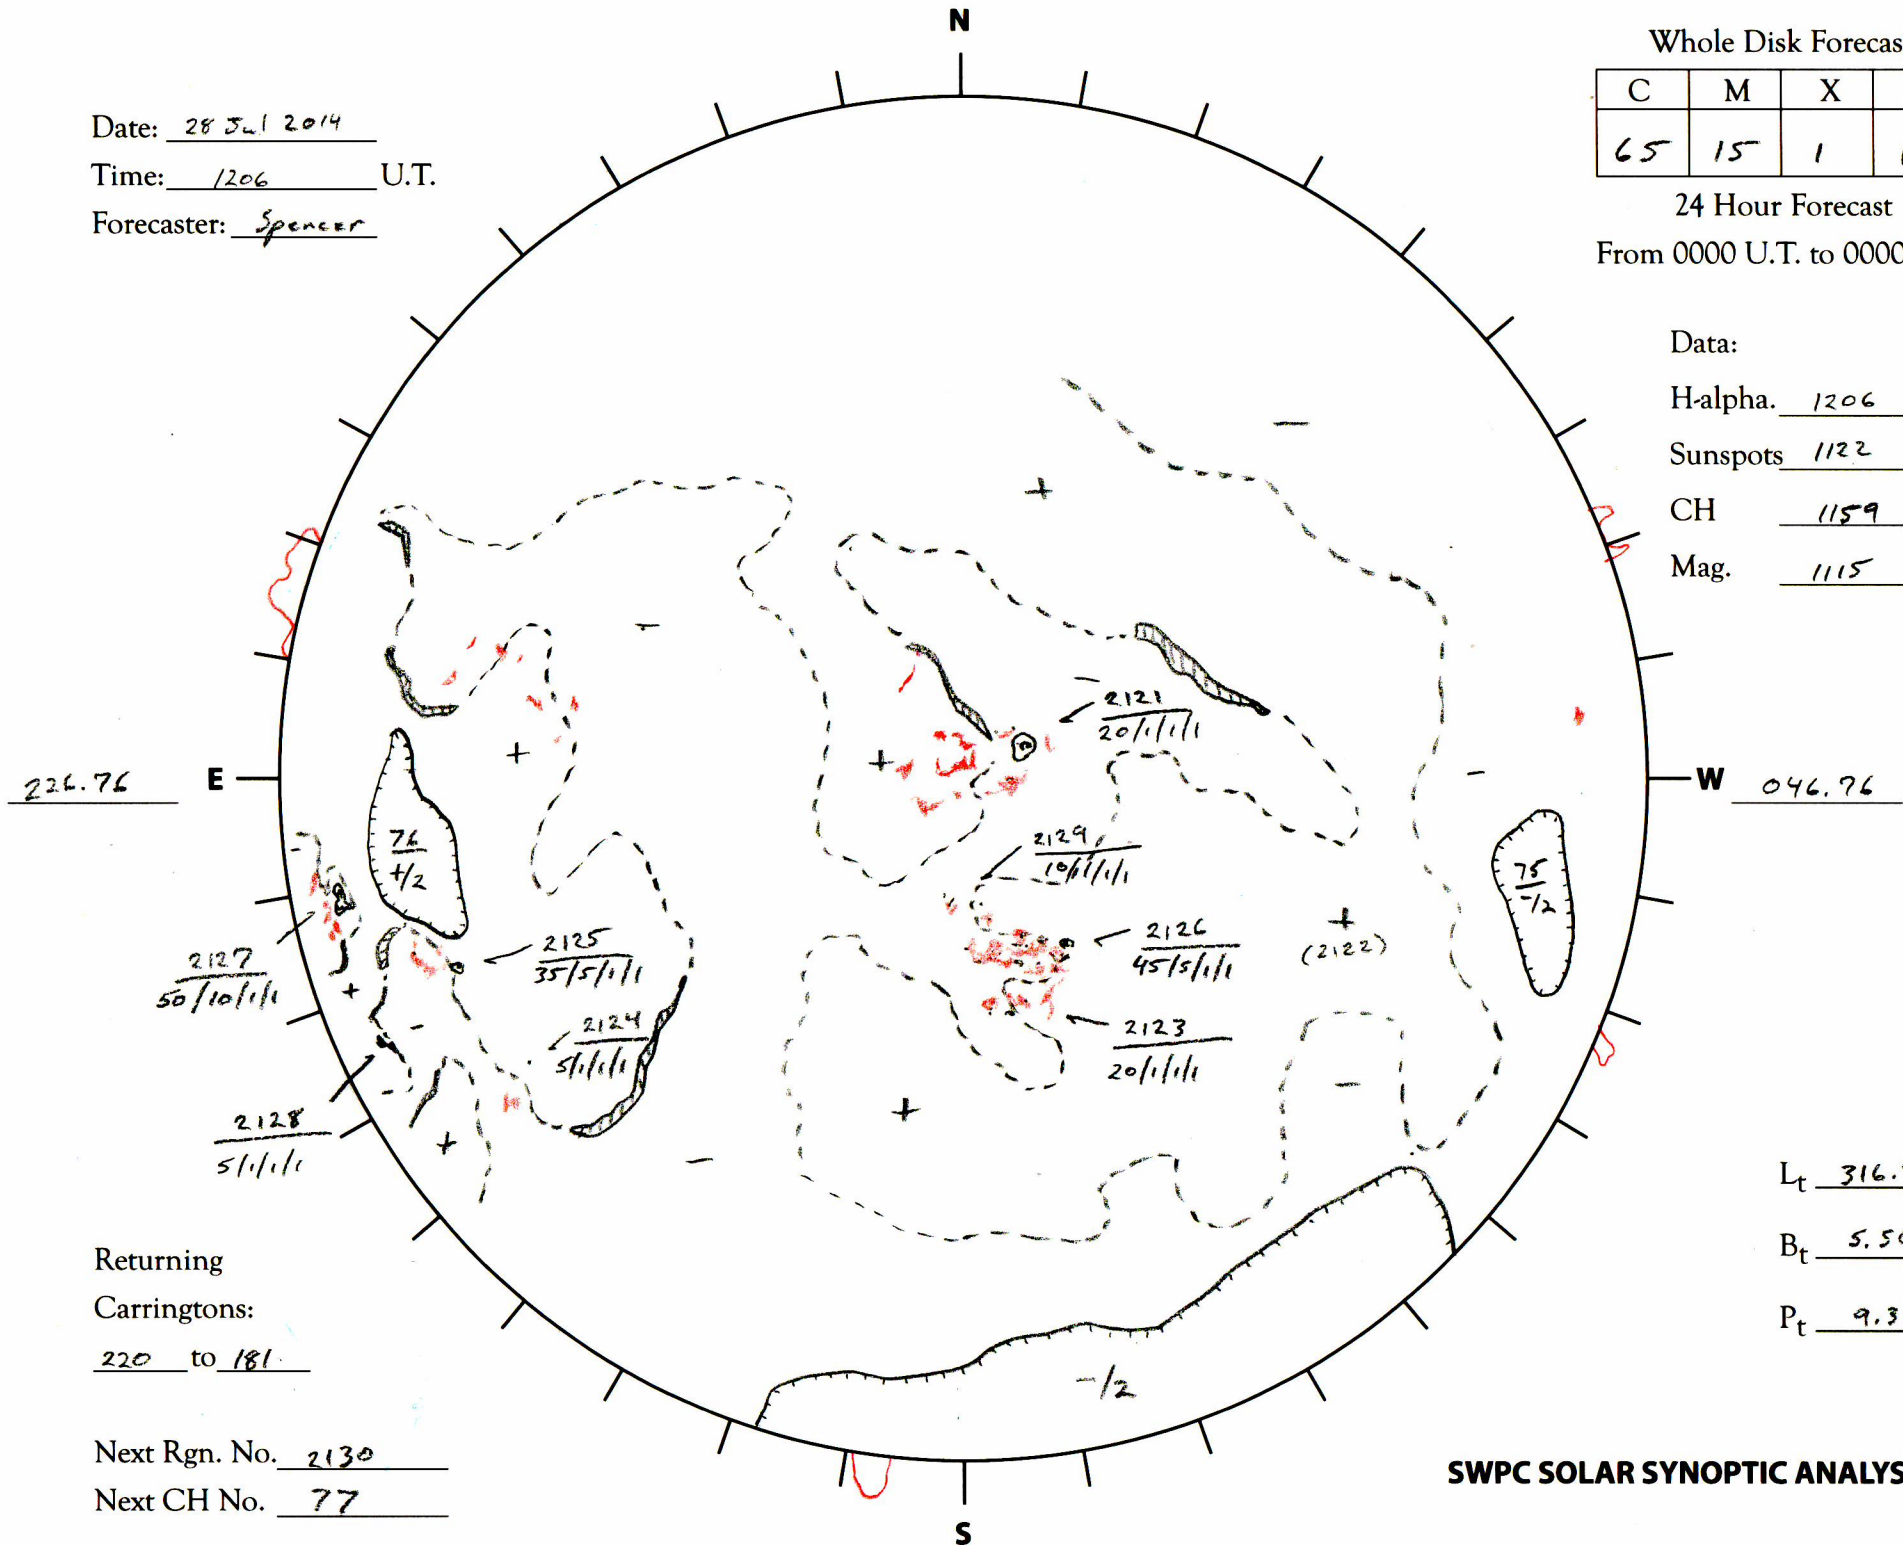 N
Whole Disk Forecas
C M X
65 15 1
24 Hour Forecast
From 0000 U.T. to 0000
Date: 28 Jul 2014
Time: 1206 U.T.
Forecaster: Spencer
Data:
H-alpha. 1206
Sunspots 1122
CH 1159
Mag. 1115
2121
20/1/1/1
226.76 E
W 046.76
76
+/2
2129
10/1/1/1
75
-/2
2127
50/10/1/1
2125
35/5/1/1
2126
45/5/1/1
(2122)
2124
5/1/1/1
2123
20/1/1/1
2128
5/1/1/1
Lt 316.
Bt 5.5
Pt 9.3
Returning
Carringtons:
220 to 181
-/2
Next Rgn. No. 2130
Next CH No. 77
SWPC SOLAR SYNOPTIC ANALYS
S